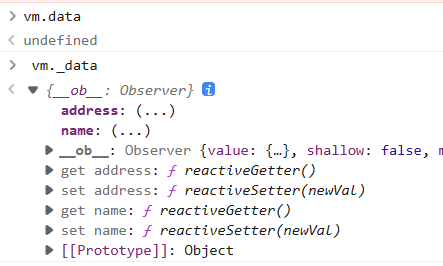 vm.data
undefined
vm._data
{__ob__: Observer} i
address: (...)
name: (...)
__ob__: Observer {value: {…}, shallow: false, m
get address: ƒ reactiveGetter()
set address: ƒ reactiveSetter(newVal)
get name: ƒ reactiveGetter()
set name: ƒ reactiveSetter(newVal)
[[Prototype]]: Object